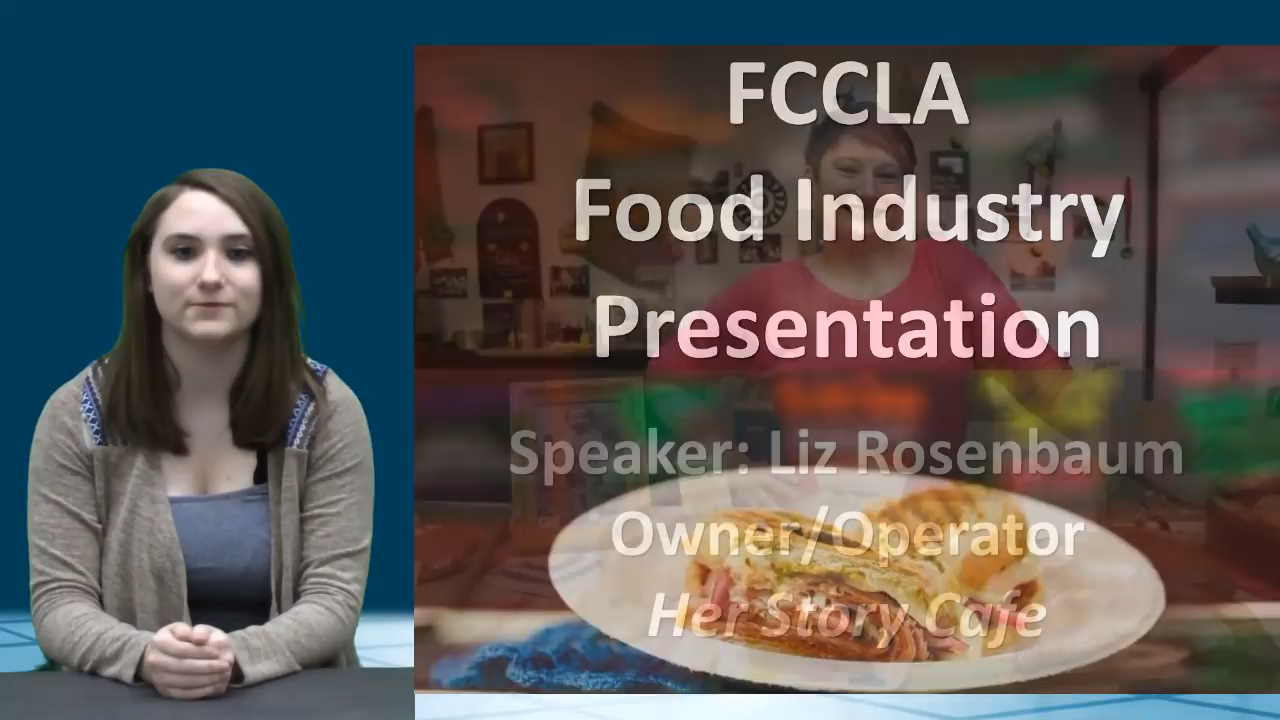 FCCLA
Food Industry
Presentation
Speaker: Liz Rosenbaum
Owner/Operator
Her Story Cafe